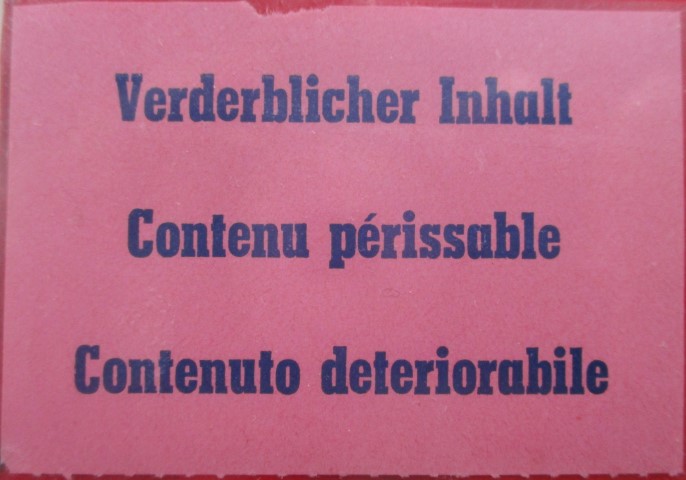 Verderblicher Inhalt
Contenu périssable
Contenuto deteriorabile